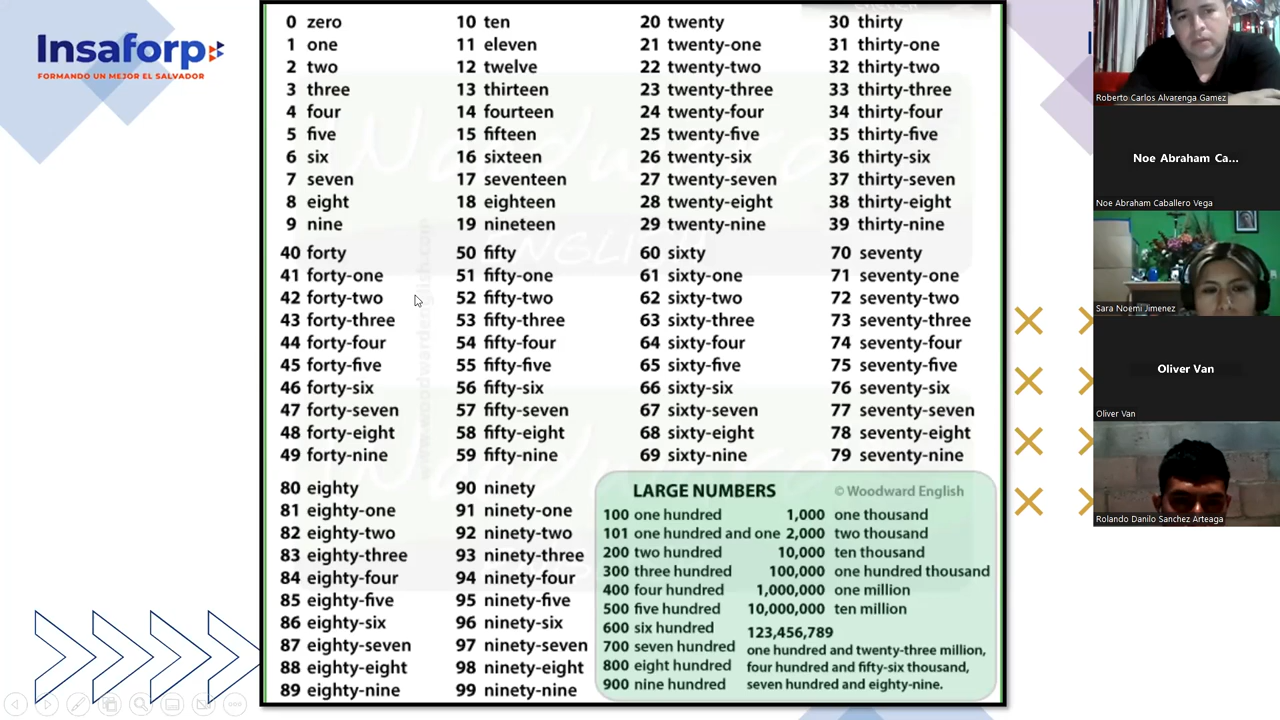 Insaforp
FORMANDO UN MEJOR EL SALVADOR
0 zero
1 one
2 two
3 three
4 four
5 five
6 six
7 seven
8 eight
9 nine
10 ten
11 eleven
12 twelve
13 thirteen
14 fourteen
15 fifteen
16 sixteen
17 seventeen
18 eighteen
19 nineteen
20 twenty
21 twenty-one
22 twenty-two
23 twenty-three
24 twenty-four
25 twenty-five
26 twenty-six
27 twenty-seven
28 twenty-eight
29 twenty-nine
30 thirty
31 thirty-one
32 thirty-two
33 thirty-three
34 thirty-four
35 thirty-five
36 thirty-six
37 thirty-seven
38 thirty-eight
39 thirty-nine
40 forty
41 forty-one
42 forty-two
43 forty-three
44 forty-four
45 forty-five
46 forty-six
47 forty-seven
48 forty-eight
49 forty-nine
50 fifty
51 fifty-one
52 fifty-two
53 fifty-three
54 fifty-four
55 fifty-five
56 fifty-six
57 fifty-seven
58 fifty-eight
59 fifty-nine
60 sixty
61 sixty-one
62 sixty-two
63 sixty-three
64 sixty-four
65 sixty-five
66 sixty-six
67 sixty-seven
68 sixty-eight
69 sixty-nine
70 seventy
71 seventy-one
72 seventy-two
73 seventy-three
74 seventy-four
75 seventy-five
76 seventy-six
77 seventy-seven
78 seventy-eight
79 seventy-nine
80 eighty
81 eighty-one
82 eighty-two
83 eighty-three
84 eighty-four
85 eighty-five
86 eighty-six
87 eighty-seven
88 eighty-eight
89 eighty-nine
90 ninety
91 ninety-one
92 ninety-two
93 ninety-three
94 ninety-four
95 ninety-five
96 ninety-six
97 ninety-seven
98 ninety-eight
99 ninety-nine
LARGE NUMBERS
© Woodward English
100 one hundred
101 one hundred and one
200 two hundred
300 three hundred
400 four hundred
500 five hundred
600 six hundred
700 seven hundred
800 eight hundred
900 nine hundred
1,000 one thousand
2,000 two thousand
10,000 ten thousand
100,000 one hundred thousand
1,000,000 one million
10,000,000 ten million
123,456,789
one hundred and twenty-three million,
four hundred and fifty-six thousand,
seven hundred and eighty-nine.
www.woodwardenglish.com
Woodward
ENGLISH
Roberto Carlos Alvarenga Gamez
Noe Abraham Ca...
Noe Abraham Caballero Vega
Sara Noemi Jimenez
Oliver Van
Oliver Van
Rolando Danilo Sanchez Arteaga